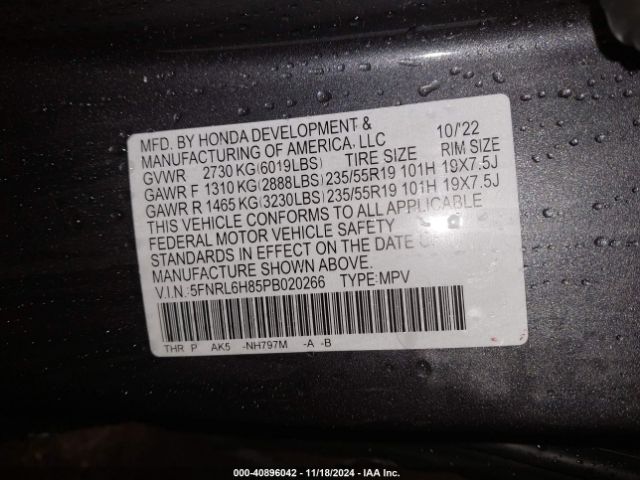 MFD. BY HONDA DEVELOPMENT &
MANUFACTURING OF AMERICA, LLC 10/'22
GVWR 2730 KG(6019LBS) TIRE SIZE RIM SIZE
GAWR F 1310 KG(2888LBS) 235/55R19 101H 19X7.5J
GAWR R 1465 KG(3230LBS) 235/55R19 101H 19X7.5J
THIS VEHICLE CONFORMS TO ALL APPLICABLE
FEDERAL MOTOR VEHICLE SAFETY
STANDARDS IN EFFECT ON THE DATE OF
MANUFACTURE SHOWN ABOVE.
V.I.N.:5FNRL6H85PB020266 TYPE:MPV
THR P AK5 -NH797M -A -B
000-40896042 - 11/18/2024 - IAA Inc.